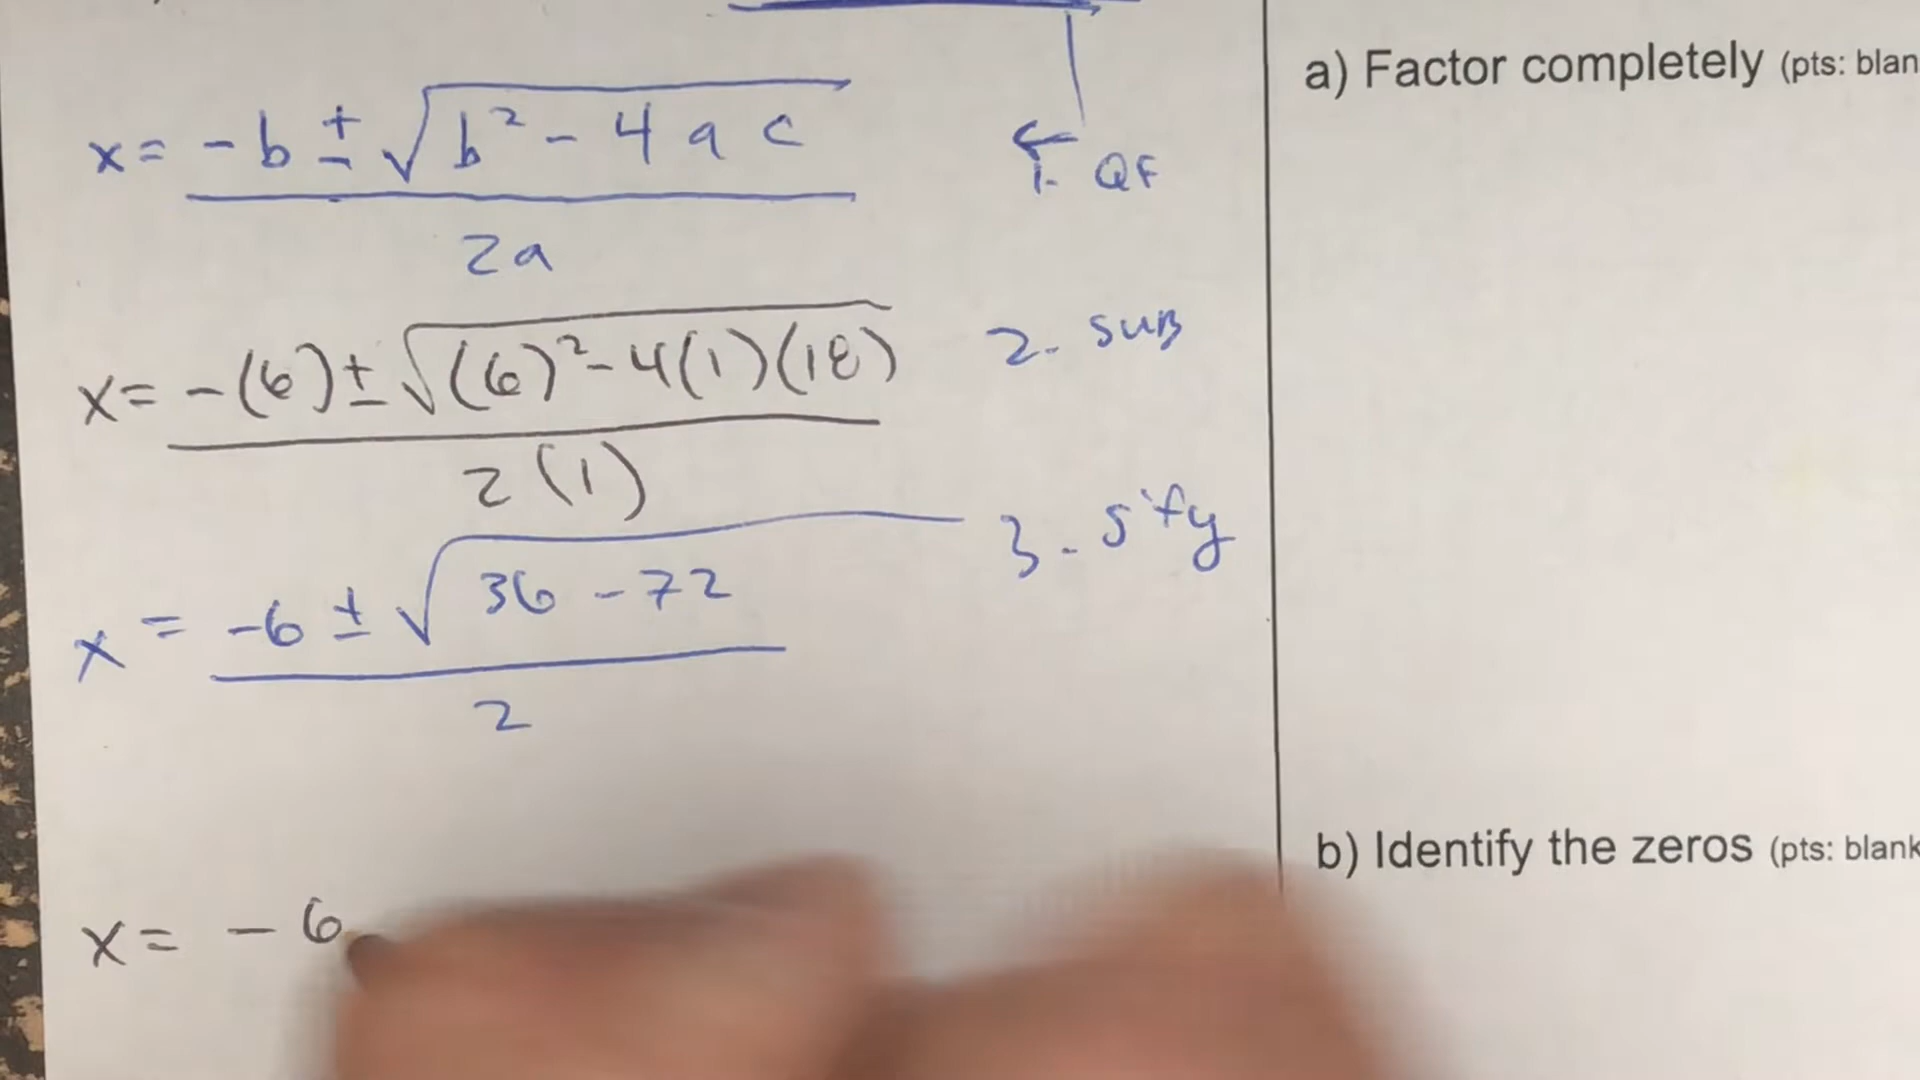 x = -b ± √b² - 4ac
2a
1. QF
x = -(6) ± √(6)² - 4(1)(18)
2(1)
2- sub
x = -6 ± √36 - 72
2
3- sify
x = - 6
a) Factor completely (pts: blan
b) Identify the zeros (pts: blank